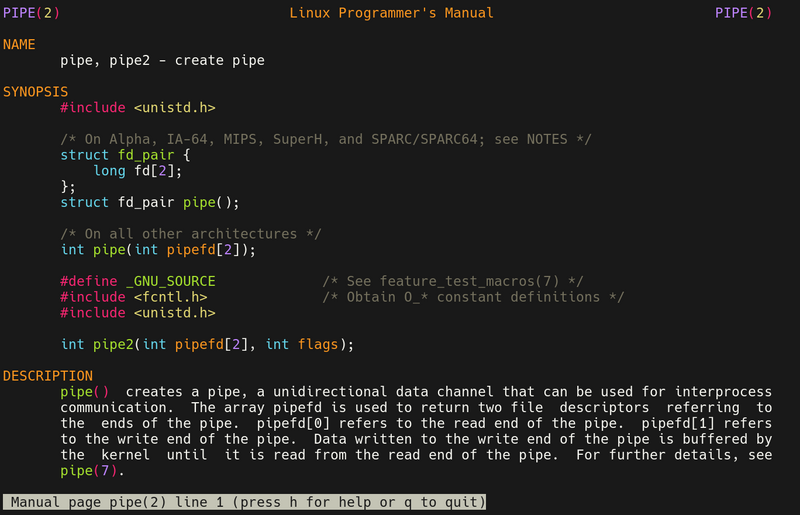 PIPE(2) Linux Programmer's Manual PIPE(2)
NAME
pipe, pipe2 - create pipe
SYNOPSIS
#include <unistd.h>
/* On Alpha, IA-64, MIPS, SuperH, and SPARC/SPARC64; see NOTES */
struct fd_pair {
long fd[2];
};
struct fd_pair pipe();
/* On all other architectures */
int pipe(int pipefd[2]);
#define _GNU_SOURCE /* See feature_test_macros(7) */
#include <fcntl.h> /* Obtain O_* constant definitions */
#include <unistd.h>
int pipe2(int pipefd[2], int flags);
DESCRIPTION
pipe() creates a pipe, a unidirectional data channel that can be used for interprocess
communication. The array pipefd is used to return two file descriptors referring to
the ends of the pipe. pipefd[0] refers to the read end of the pipe. pipefd[1] refers
to the write end of the pipe. Data written to the write end of the pipe is buffered by
the kernel until it is read from the read end of the pipe. For further details, see
pipe(7).
Manual page pipe(2) line 1 (press h for help or q to quit)